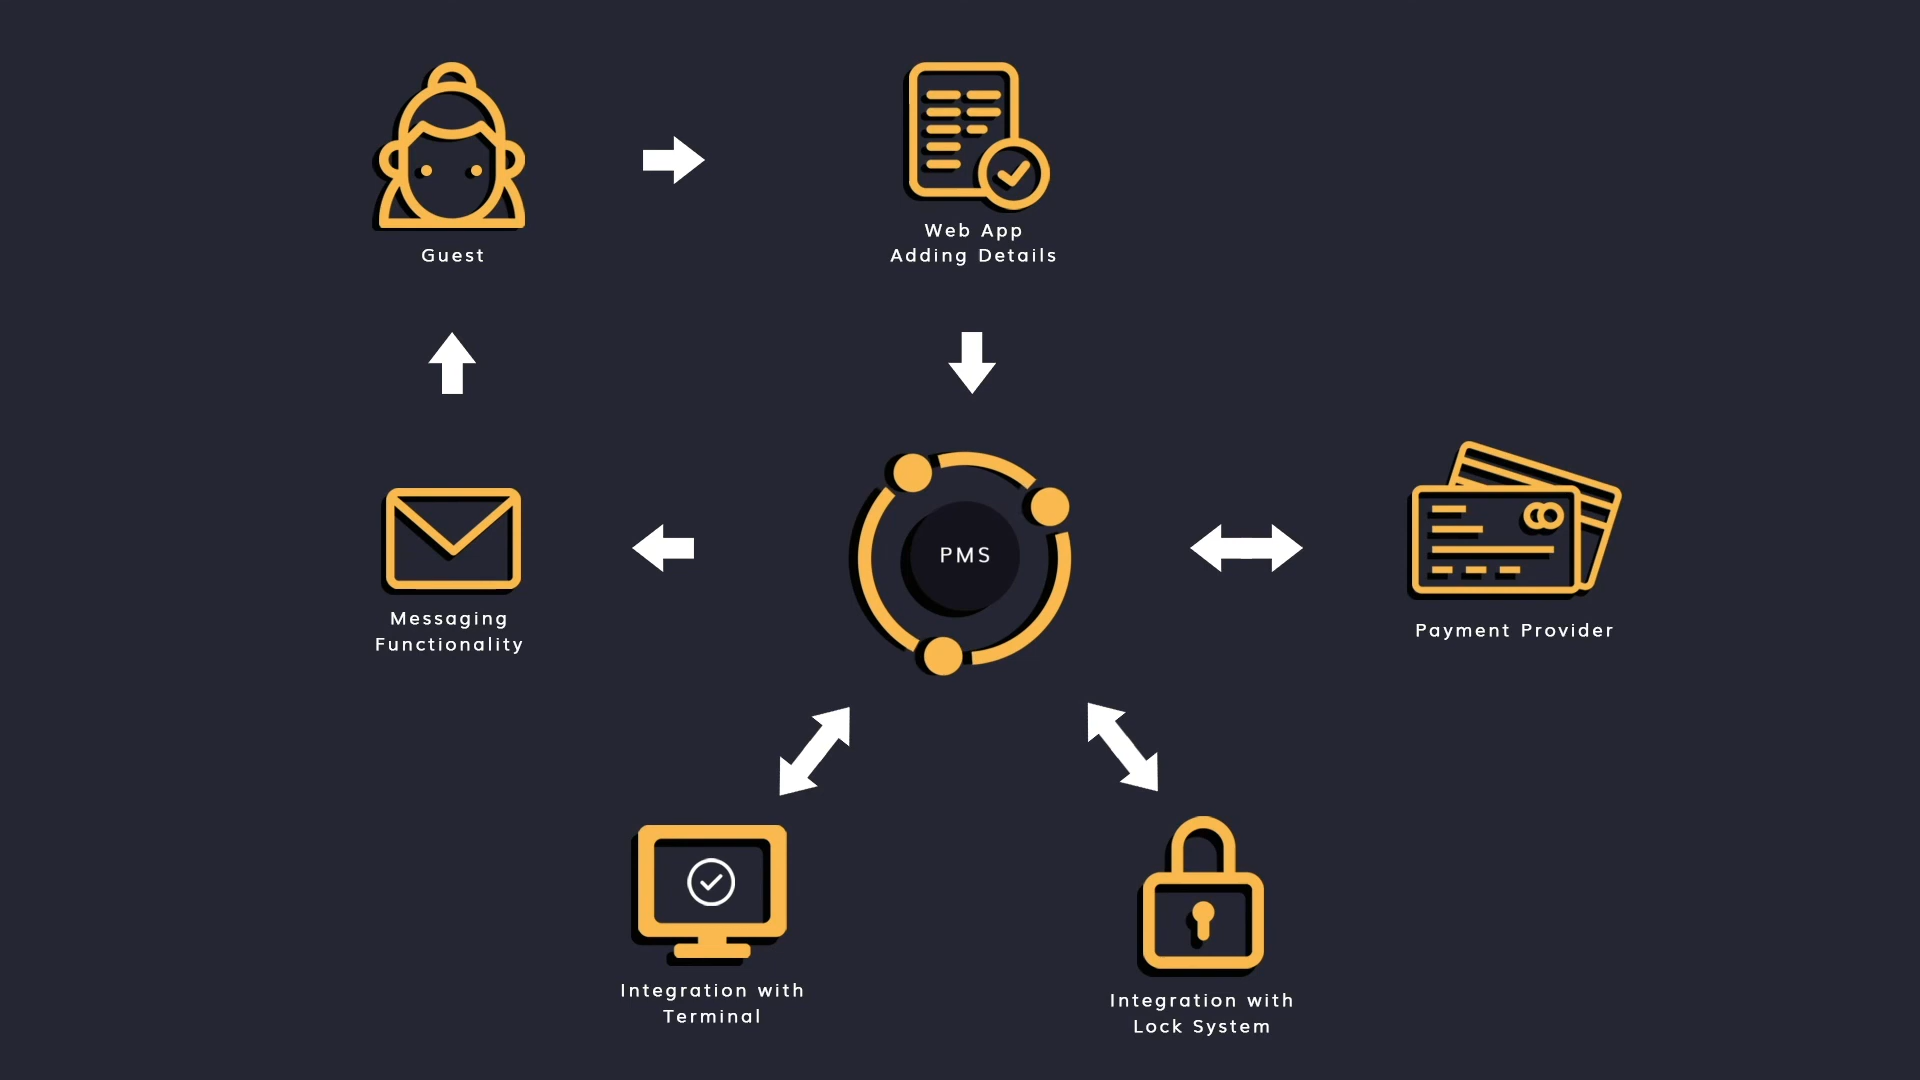 Guest
Web App
Adding Details
PMS
Messaging
Functionality
Payment Provider
Integration with
Terminal
Integration with
Lock System